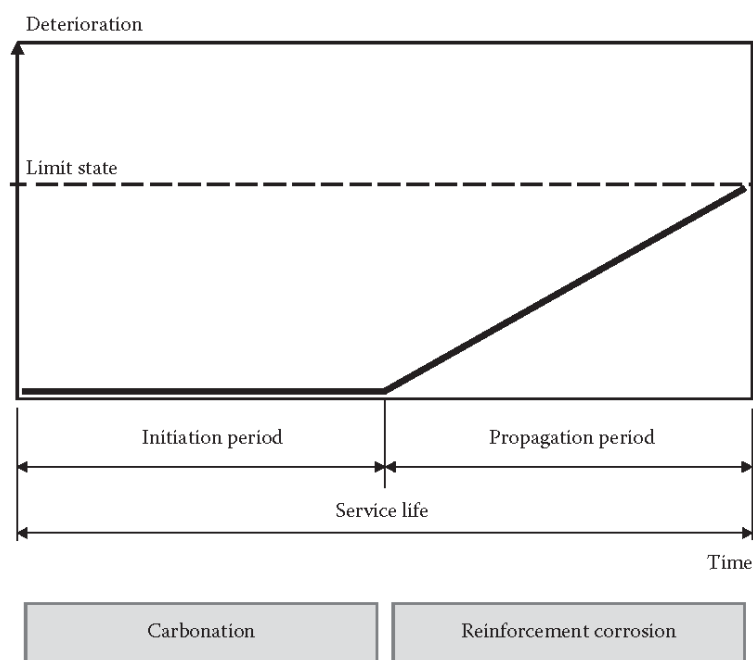 Deterioration
Limit state
Initiation period
Propagation period
Service life
Time
Carbonation
Reinforcement corrosion